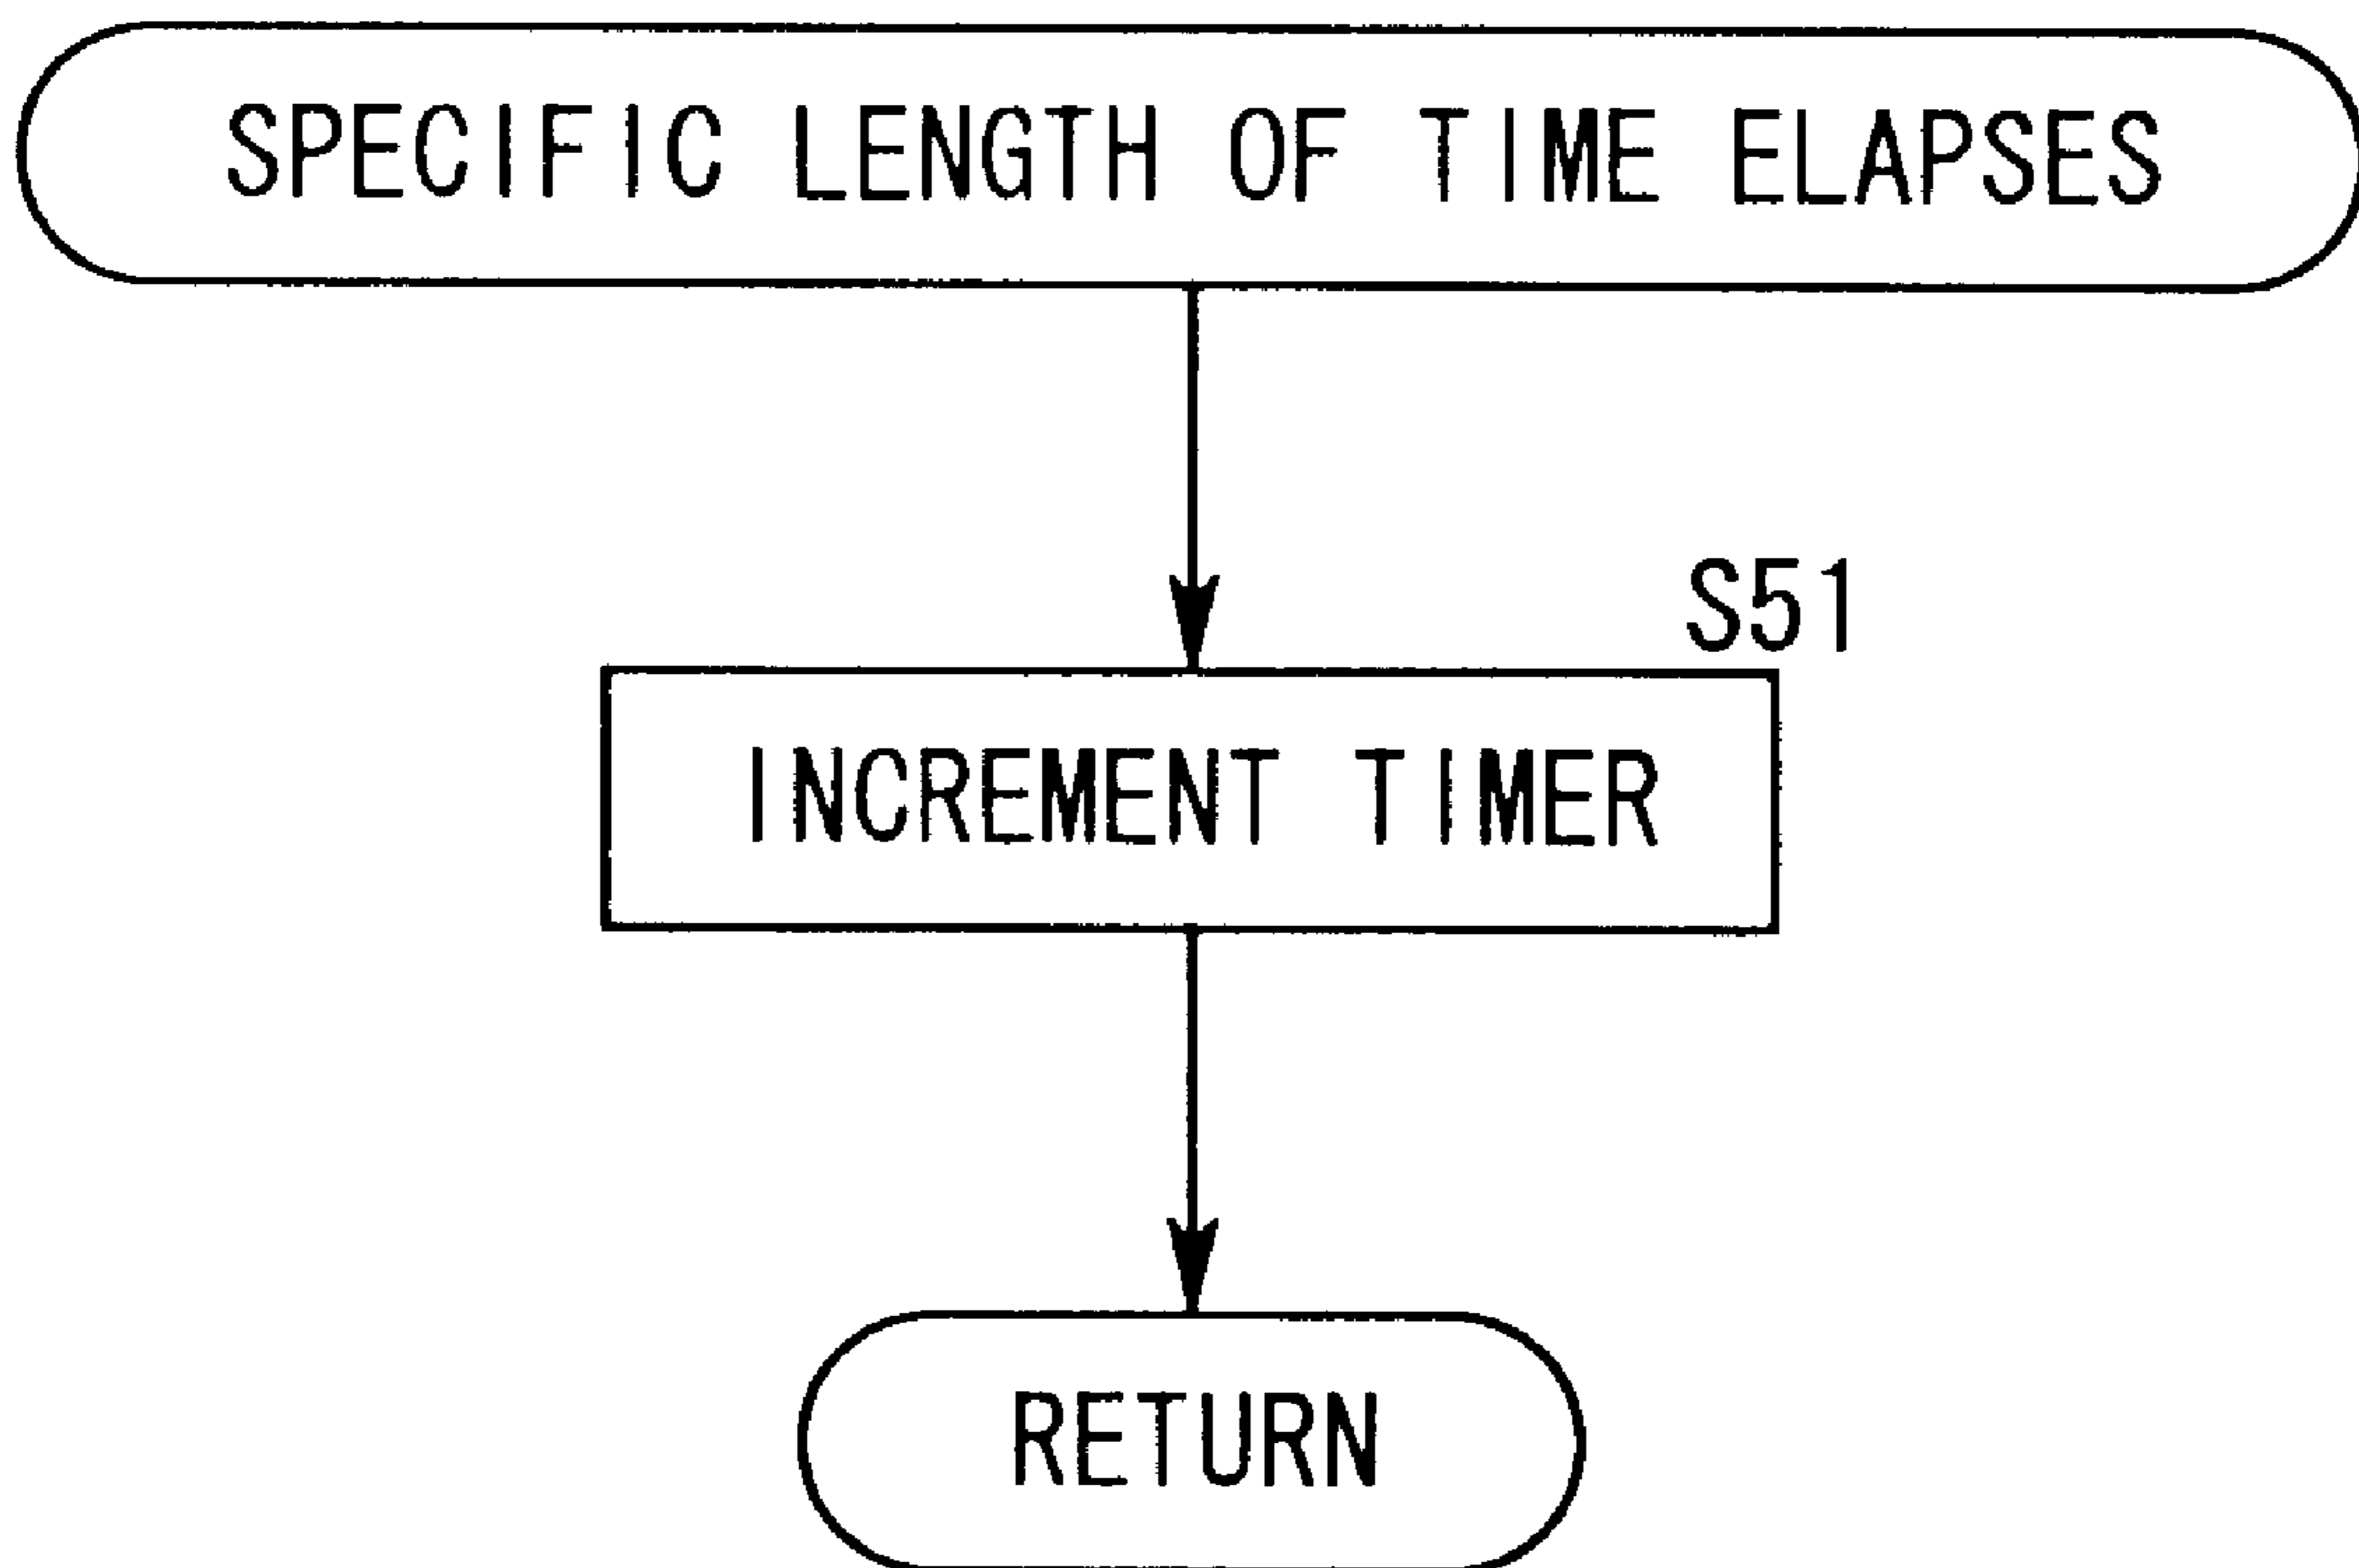 SPECIFIC LENGTH OF TIME ELAPSES
S51
INCREMENT TIMER
RETURN